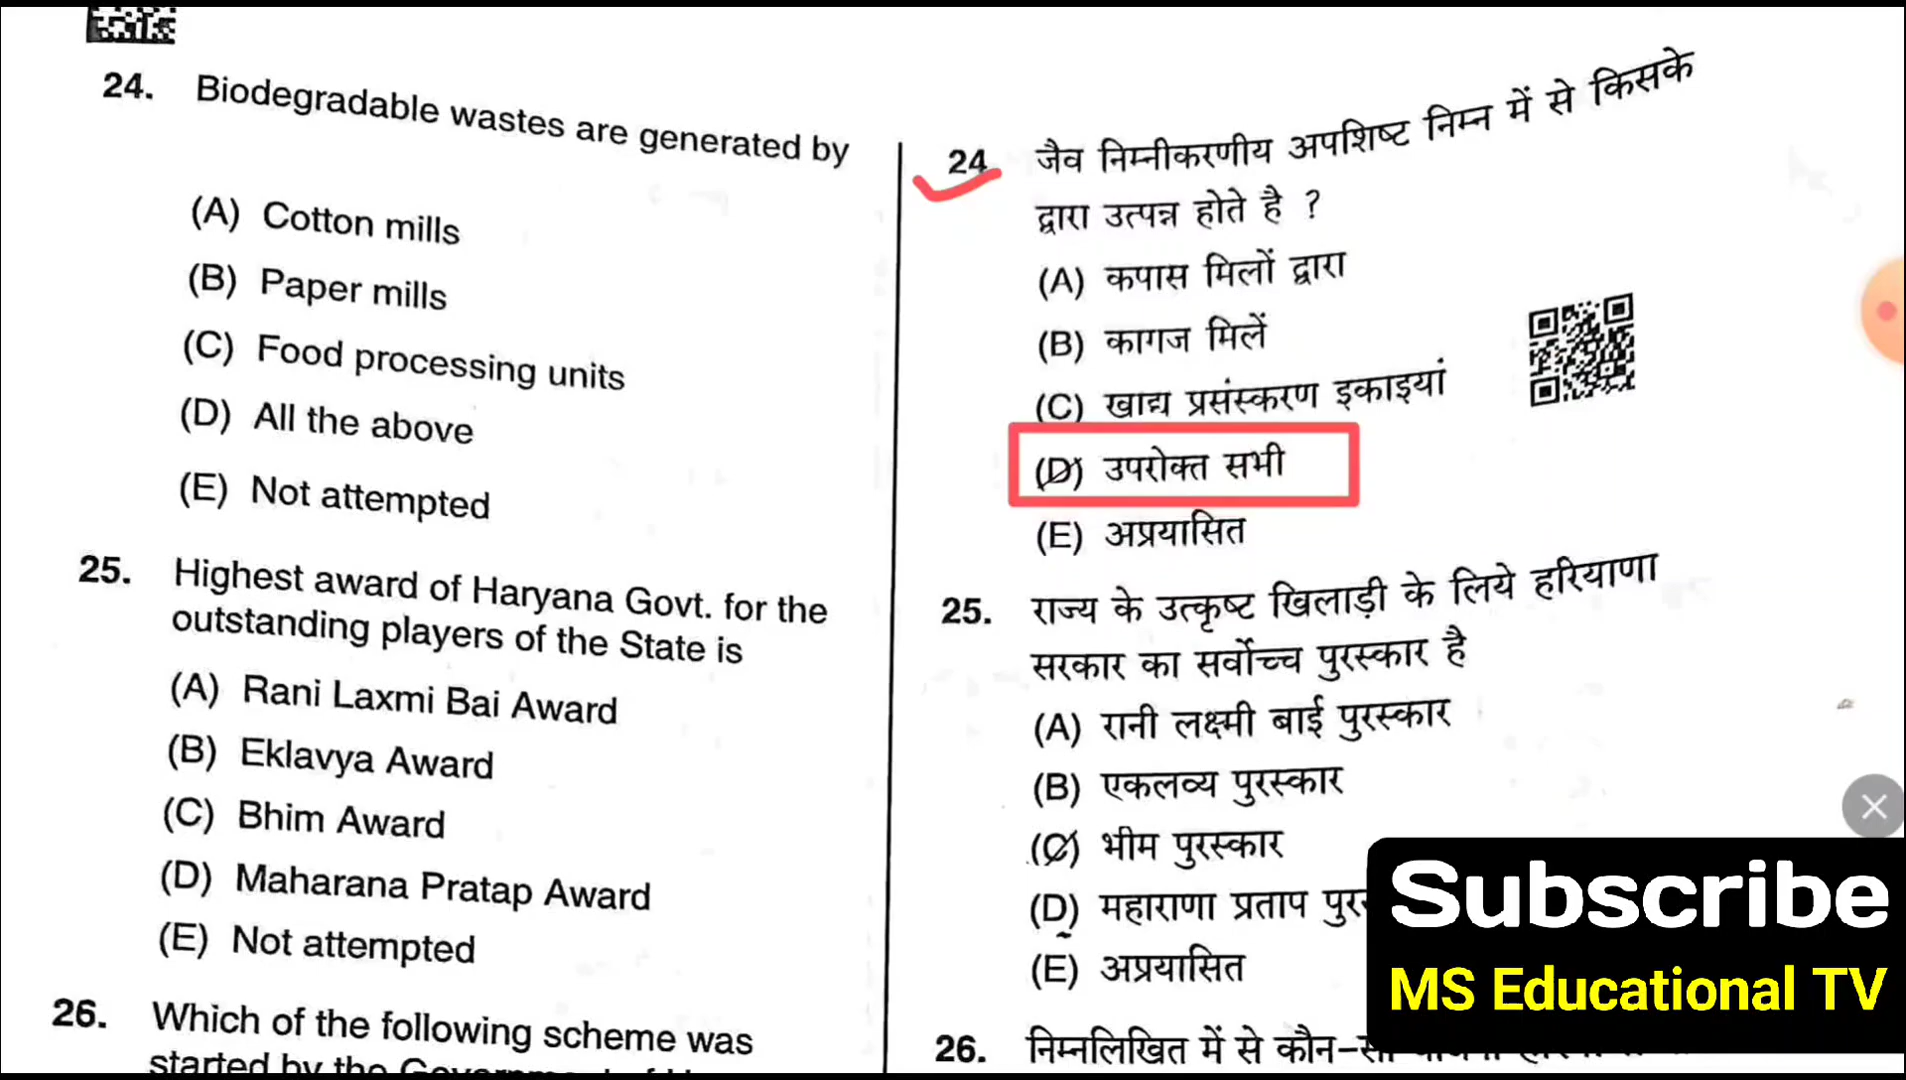 24. Biodegradable wastes are generated by
(A) Cotton mills
(B) Paper mills
(C) Food processing units
(D) All the above
(E) Not attempted
25. Highest award of Haryana Govt. for the
outstanding players of the State is
(A) Rani Laxmi Bai Award
(B) Eklavya Award
(C) Bhim Award
(D) Maharana Pratap Award
(E) Not attempted
26. Which of the following scheme was
started by the
24 जैव निम्नीकरणीय अपशिष्ट निम्न में से किसके
द्वारा उत्पन्न होते है ?
(A) कपास मिलों द्वारा
(B) कागज मिलें
(C) खाद्य प्रसंस्करण इकाइयां
(D) उपरोक्त सभी
(E) अप्रयासित
25. राज्य के उत्कृष्ट खिलाड़ी के लिये हरियाणा
सरकार का सर्वोच्च पुरस्कार है
(A) रानी लक्ष्मी बाई पुरस्कार
(B) एकलव्य पुरस्कार
(C) भीम पुरस्कार
(D) महाराणा प्रताप
(E) अप्रयासित
26. निम्नलिखित में से
Subscribe
MS Educational TV